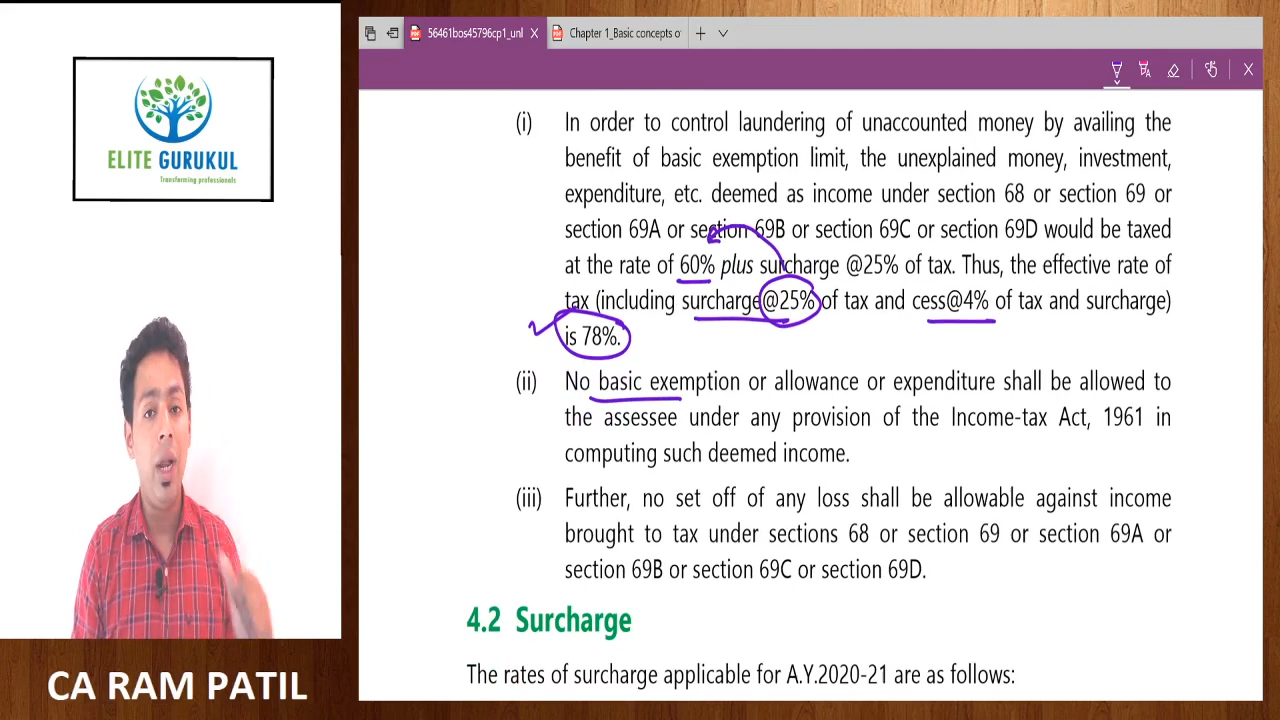 56461bos45796cp1_unl
Chapter 1_Basic concepts o
ELITE GURUKUL
Transforming professionals
(i) In order to control laundering of unaccounted money by availing the
benefit of basic exemption limit, the unexplained money, investment,
expenditure, etc. deemed as income under section 68 or section 69 or
section 69A or section 69B or section 69C or section 69D would be taxed
at the rate of 60% plus surcharge @25% of tax. Thus, the effective rate of
tax (including surcharge@25% of tax and cess@4% of tax and surcharge)
is 78%.
(ii) No basic exemption or allowance or expenditure shall be allowed to
the assessee under any provision of the Income-tax Act, 1961 in
computing such deemed income.
(iii) Further, no set off of any loss shall be allowable against income
brought to tax under sections 68 or section 69 or section 69A or
section 69B or section 69C or section 69D.
4.2 Surcharge
The rates of surcharge applicable for A.Y.2020-21 are as follows:
CA RAM PATIL